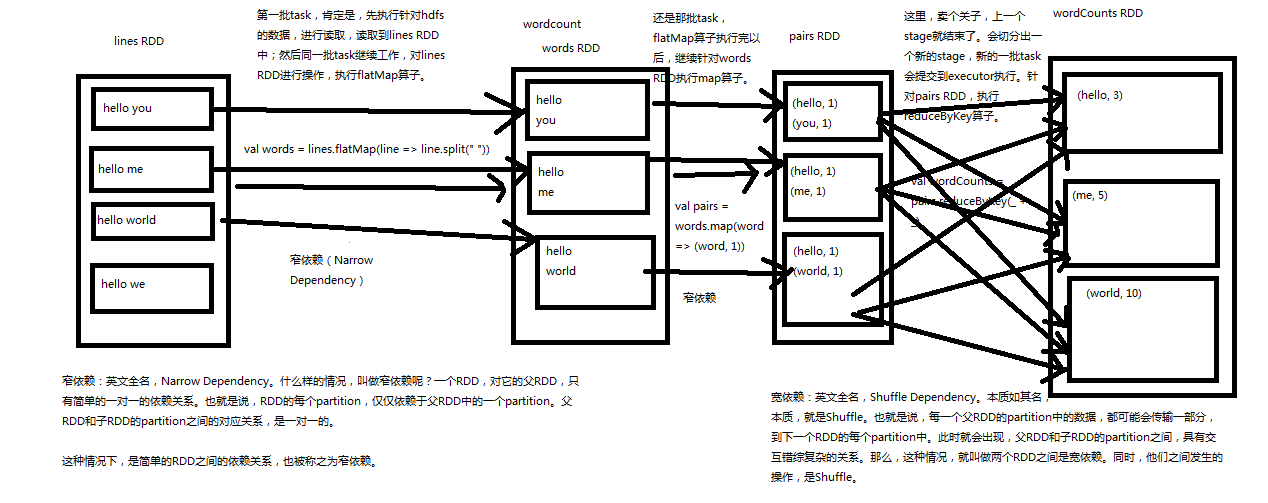 lines RDD
第一批task，肯定是，先执行针对hdfs
的数据，进行读取，读取到lines RDD
中；然后同一批task继续工作，对lines
RDD进行操作，执行flatMap算子。
wordcount
words RDD
还是那批task，
flatMap算子执行完以
后，继续针对words
RDD执行map算子。
pairs RDD
这里，卖个关子，上一个
stage就结束了。会切分出一
个新的stage，新的一批task
会提交到executor执行。针
对pairs RDD，执行
reduceByKey算子。
wordCounts RDD
hello you
hello me
hello world
hello we
val words = lines.flatMap(line => line.split(" "))
窄依赖（Narrow
Dependency）
hello
you
hello
me
hello
world
val pairs =
words.map(word
=> (word, 1))
窄依赖
(hello, 1)
(you, 1)
(hello, 1)
(me, 1)
(hello, 1)
(world, 1)
val wordCounts =
pairs.reduceByKey(_ +
_)
(hello, 3)
(me, 5)
(world, 10)
窄依赖：英文全名，Narrow Dependency。什么样的情况，叫做窄依赖呢？一个RDD，对它的父RDD，只
有简单的一对一的依赖关系。也就是说，RDD的每个partition，仅仅依赖于父RDD中的一个partition。父
RDD和子RDD的partition之间的对应关系，是一对一的。
这种情况下，是简单的RDD之间的依赖关系，也被称之为窄依赖。
宽依赖：英文全名，Shuffle Dependency。本质如其名，
本质，就是Shuffle。也就是说，每一个父RDD的partition中的数据，都可能会传输一部分，
到下一个RDD的每个partition中。此时就会出现，父RDD和子RDD的partition之间，具有交
互错综复杂的关系。那么，这种情况，就叫做两个RDD之间是宽依赖。同时，他们之间发生的
操作，是Shuffle。